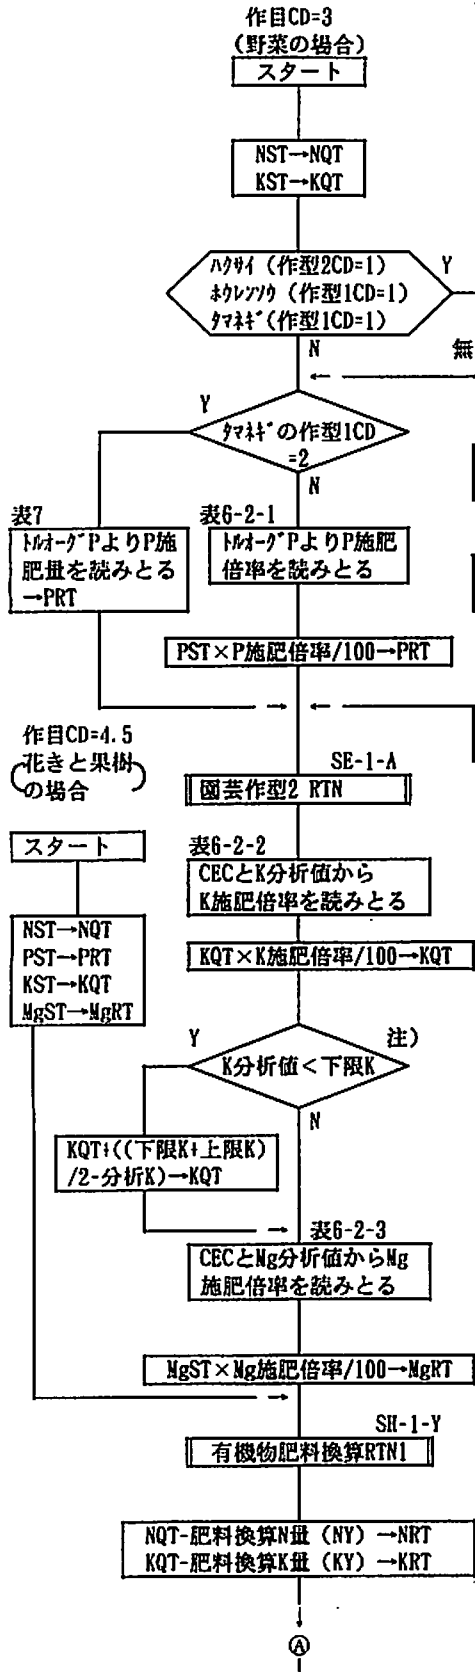 作目CD=3
(野菜の場合)
スタート
NST→NQT
KST→KQT
ﾊｸｻｲ (作型2CD=1)
ﾎｳﾚﾝｿｳ (作型1CD=1)
ﾀﾏﾈｷﾞ(作型1CD=1)
Y
N
無
Y
ﾀﾏﾈｷﾞの作型1CD
=2
N
表7
ﾄﾙｵｰｸﾞPよりP施
肥量を読みとる
→PRT
表6-2-1
ﾄﾙｵｰｸﾞPよりP施肥
倍率を読みとる
PST×P施肥倍率/100→PRT
作目CD=4.5
(花きと果樹)
の場合
スタート
NST→NQT
PST→PRT
KST→KQT
MgST→MgRT
SE-1-A
園芸作型2 RTN
表6-2-2
CECとK分析値から
K施肥倍率を読みとる
KQT×K施肥倍率/100→KQT
Y
注)
K分析値<下限K
N
KQT+((下限K+上限K)
/2-分析K)→KQT
表6-2-3
CECとMg分析値からMg
施肥倍率を読みとる
MgST×Mg施肥倍率/100→MgRT
SH-1-Y
有機物肥料換算RTN1
NQT-肥料換算N量 (NY) →NRT
KQT-肥料換算K量 (KY) →KRT
Ⓐ